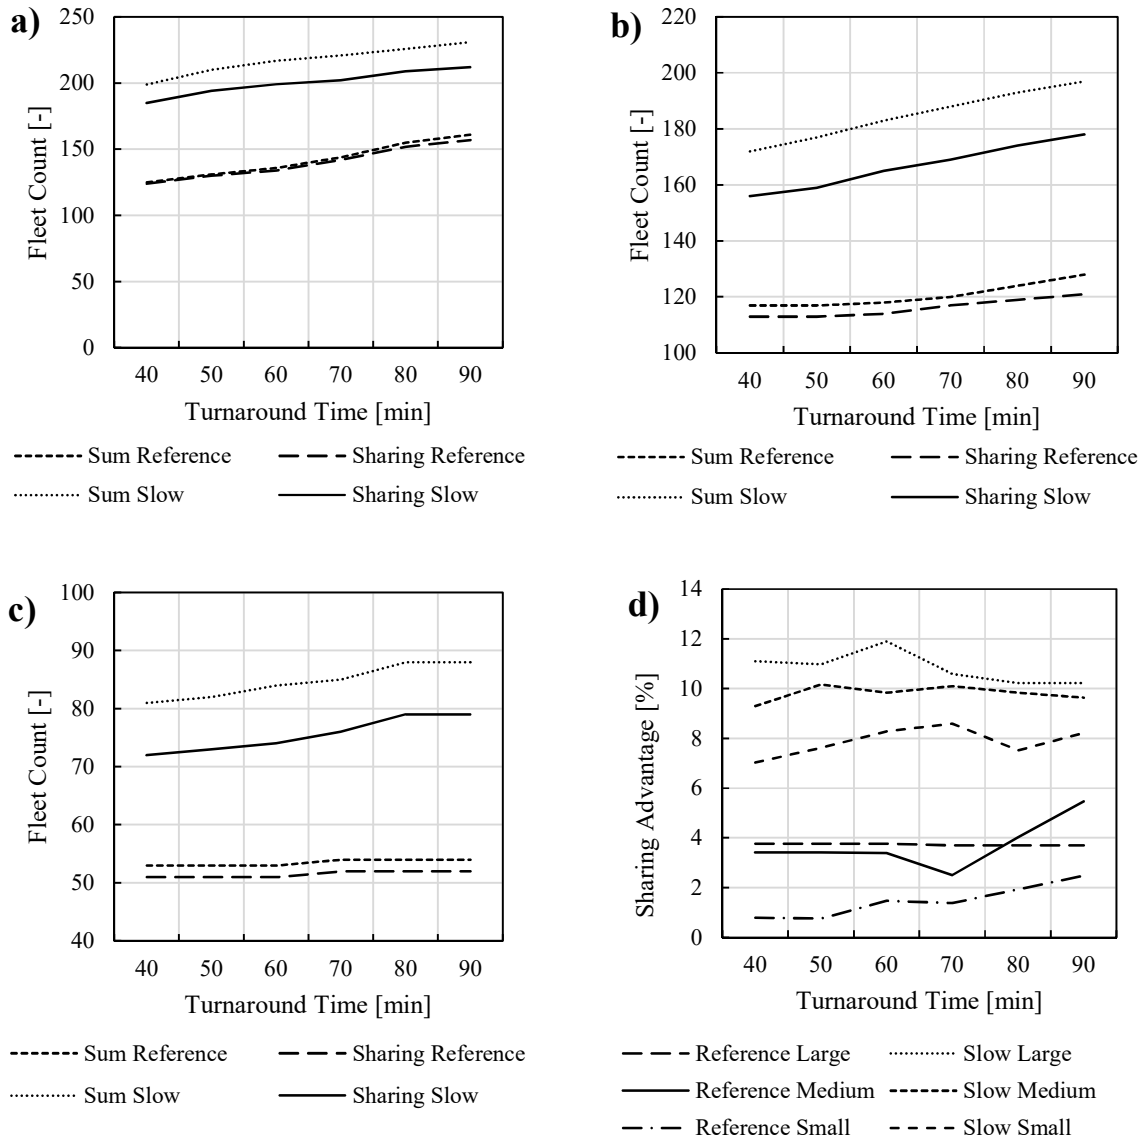 a)
250
200
150
100
50
0
Fleet Count [-]
40 50 60 70 80 90
Turnaround Time [min]
Sum Reference Sharing Reference
Sum Slow Sharing Slow
b)
220
200
180
160
140
120
100
Fleet Count [-]
40 50 60 70 80 90
Turnaround Time [min]
Sum Reference Sharing Reference
Sum Slow Sharing Slow
c)
100
90
80
70
60
50
40
Fleet Count [-]
40 50 60 70 80 90
Turnaround Time [min]
Sum Reference Sharing Reference
Sum Slow Sharing Slow
d)
14
12
10
8
6
4
2
0
Sharing Advantage [%]
40 50 60 70 80 90
Turnaround Time [min]
Reference Large Slow Large
Reference Medium Slow Medium
Reference Small Slow Small